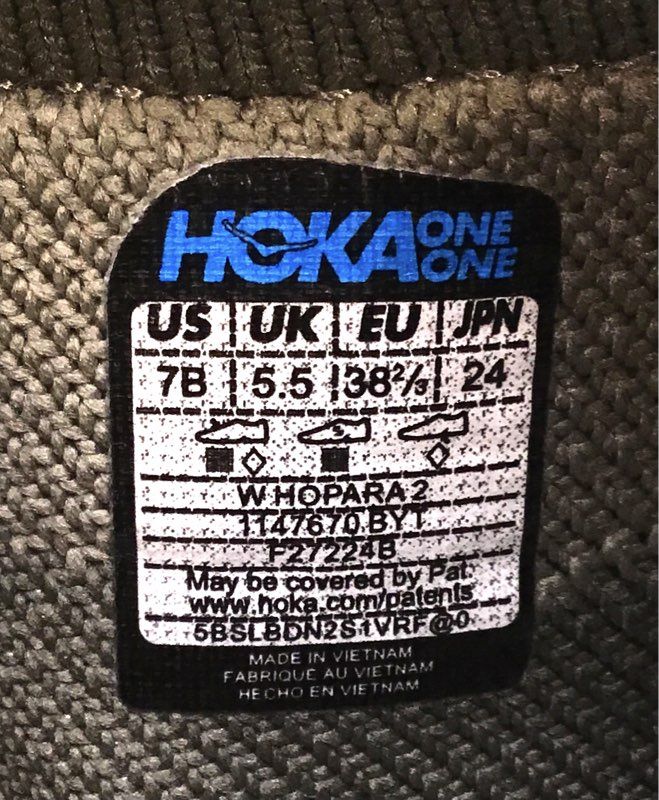 HOKA ONE ONE
US UK EU JPN
7B 5.5 38⅔ 24
W HOPARA 2
1147670 BYT
F27224B
May be covered by Pat.
www.hoka.com/patents
5BSLBDN2S1VRF@0
MADE IN VIETNAM
FABRIQUE AU VIETNAM
HECHO EN VIETNAM